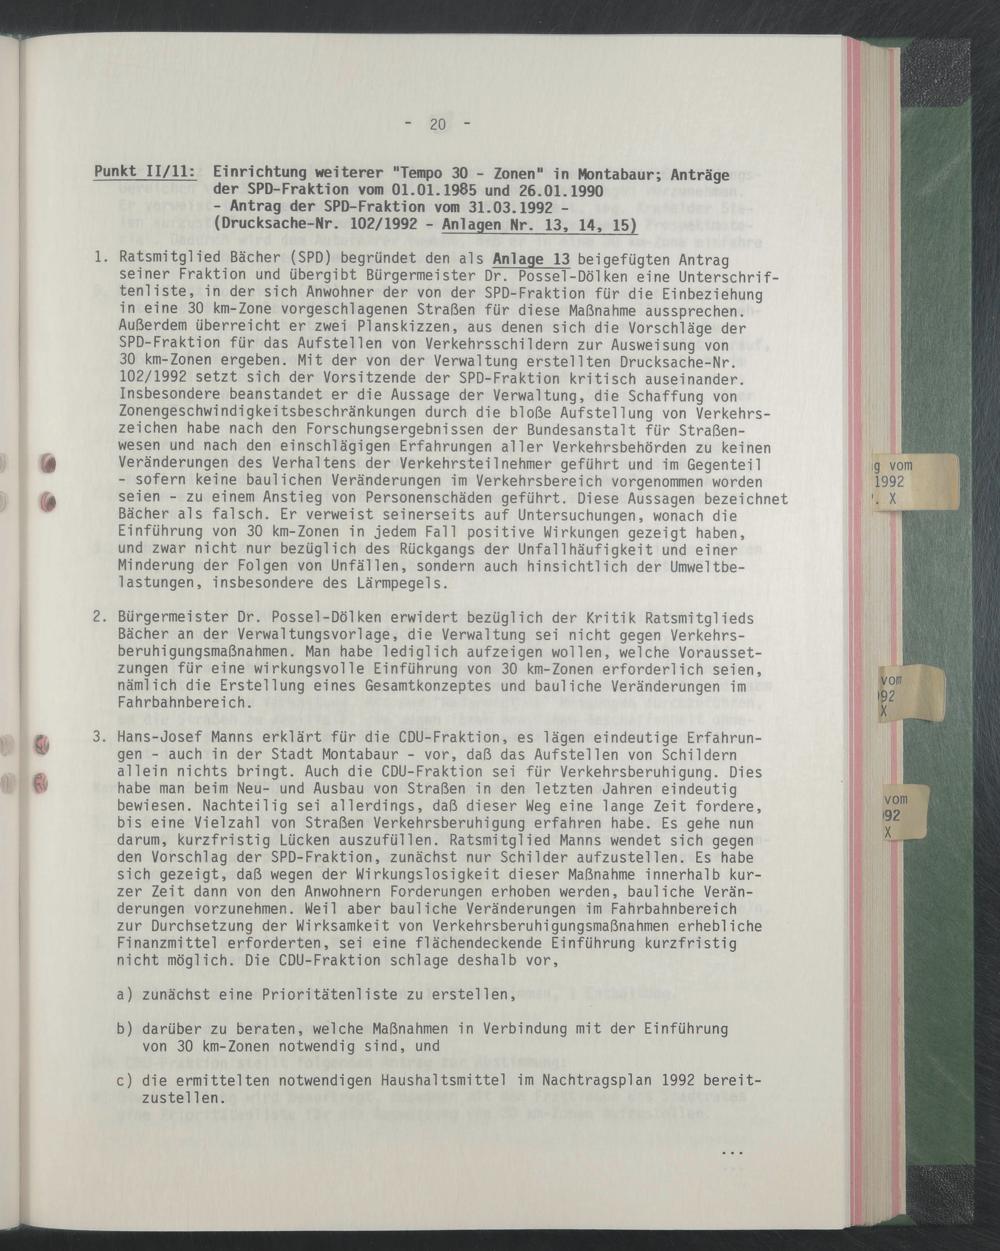 - 20 -
Punkt II/11: Einrichtung weiterer "Tempo 30 - Zonen" in Montabaur; Anträge
der SPD-Fraktion vom 01.01.1985 und 26.01.1990
- Antrag der SPD-Fraktion vom 31.03.1992 -
(Drucksache-Nr. 102/1992 - Anlagen Nr. 13, 14, 15)
1. Ratsmitglied Bächer (SPD) begründet den als Anlage 13 beigefügten Antrag
seiner Fraktion und übergibt Bürgermeister Dr. Possel-Dölken eine Unterschrif-
tenliste, in der sich Anwohner der von der SPD-Fraktion für die Einbeziehung
in eine 30 km-Zone vorgeschlagenen Straßen für diese Maßnahme aussprechen.
Außerdem überreicht er zwei Planskizzen, aus denen sich die Vorschläge der
SPD-Fraktion für das Aufstellen von Verkehrsschildern zur Ausweisung von
30 km-Zonen ergeben. Mit der von der Verwaltung erstellten Drucksache-Nr.
102/1992 setzt sich der Vorsitzende der SPD-Fraktion kritisch auseinander.
Insbesondere beanstandet er die Aussage der Verwaltung, die Schaffung von
Zonengeschwindigkeitsbeschränkungen durch die bloße Aufstellung von Verkehrs-
zeichen habe nach den Forschungsergebnissen der Bundesanstalt für Straßen-
wesen und nach den einschlägigen Erfahrungen aller Verkehrsbehörden zu keinen
Veränderungen des Verhaltens der Verkehrsteilnehmer geführt und im Gegenteil
- sofern keine baulichen Veränderungen im Verkehrsbereich vorgenommen worden
seien - zu einem Anstieg von Personenschäden geführt. Diese Aussagen bezeichnet
Bächer als falsch. Er verweist seinerseits auf Untersuchungen, wonach die
Einführung von 30 km-Zonen in jedem Fall positive Wirkungen gezeigt haben,
und zwar nicht nur bezüglich des Rückgangs der Unfallhäufigkeit und einer
Minderung der Folgen von Unfällen, sondern auch hinsichtlich der Umweltbe-
lastungen, insbesondere des Lärmpegels.
2. Bürgermeister Dr. Possel-Dölken erwidert bezüglich der Kritik Ratsmitglieds
Bächer an der Verwaltungsvorlage, die Verwaltung sei nicht gegen Verkehrs-
beruhigungsmaßnahmen. Man habe lediglich aufzeigen wollen, welche Vorausset-
zungen für eine wirkungsvolle Einführung von 30 km-Zonen erforderlich seien,
nämlich die Erstellung eines Gesamtkonzeptes und bauliche Veränderungen im
Fahrbahnbereich.
3. Hans-Josef Manns erklärt für die CDU-Fraktion, es lägen eindeutige Erfahrun-
gen - auch in der Stadt Montabaur - vor, daß das Aufstellen von Schildern
allein nichts bringt. Auch die CDU-Fraktion sei für Verkehrsberuhigung. Dies
habe man beim Neu- und Ausbau von Straßen in den letzten Jahren eindeutig
bewiesen. Nachteilig sei allerdings, daß dieser Weg eine lange Zeit fordere,
bis eine Vielzahl von Straßen Verkehrsberuhigung erfahren habe. Es gehe nun
darum, kurzfristig Lücken auszufüllen. Ratsmitglied Manns wendet sich gegen
den Vorschlag der SPD-Fraktion, zunächst nur Schilder aufzustellen. Es habe
sich gezeigt, daß wegen der Wirkungslosigkeit dieser Maßnahme innerhalb kur-
zer Zeit dann von den Anwohnern Forderungen erhoben werden, bauliche Verän-
derungen vorzunehmen. Weil aber bauliche Veränderungen im Fahrbahnbereich
zur Durchsetzung der Wirksamkeit von Verkehrsberuhigungsmaßnahmen erhebliche
Finanzmittel erforderten, sei eine flächendeckende Einführung kurzfristig
nicht möglich. Die CDU-Fraktion schlage deshalb vor,
a) zunächst eine Prioritätenliste zu erstellen,
b) darüber zu beraten, welche Maßnahmen in Verbindung mit der Einführung
von 30 km-Zonen notwendig sind, und
c) die ermittelten notwendigen Haushaltsmittel im Nachtragsplan 1992 bereit-
zustellen.
...
g vom
1992
. X
vom
92
X
vom
92
X